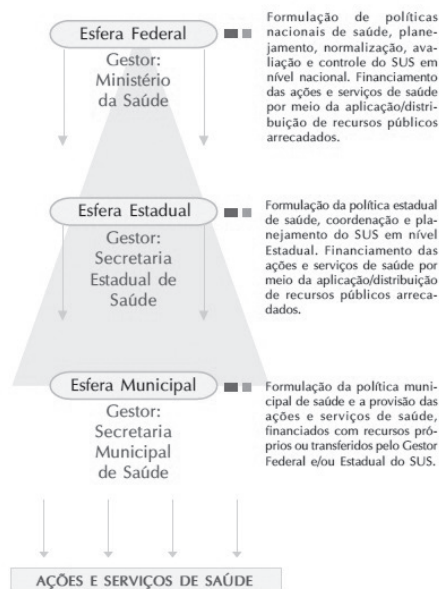 Esfera Federal
Gestor:
Ministério
da Saúde
Formulação de políticas
nacionais de saúde, plane-
jamento, normalização, ava-
liação e controle do SUS em
nível nacional. Financiamento
das ações e serviços de saúde
por meio da aplicação/distri-
buição de recursos públicos
arrecadados.
Esfera Estadual
Gestor:
Secretaria
Estadual de
Saúde
Formulação da política estadual
de saúde, coordenação e pla-
nejamento do SUS em nível
Estadual. Financiamento das
ações e serviços de saúde por
meio da aplicação/distribuição
de recursos públicos arreca-
dados.
Esfera Municipal
Gestor:
Secretaria
Municipal
de Saúde
Formulação da política muni-
cipal de saúde e a provisão das
ações e serviços de saúde,
financiados com recursos pró-
prios ou transferidos pelo Gestor
Federal e/ou Estadual do SUS.
AÇÕES E SERVIÇOS DE SAÚDE